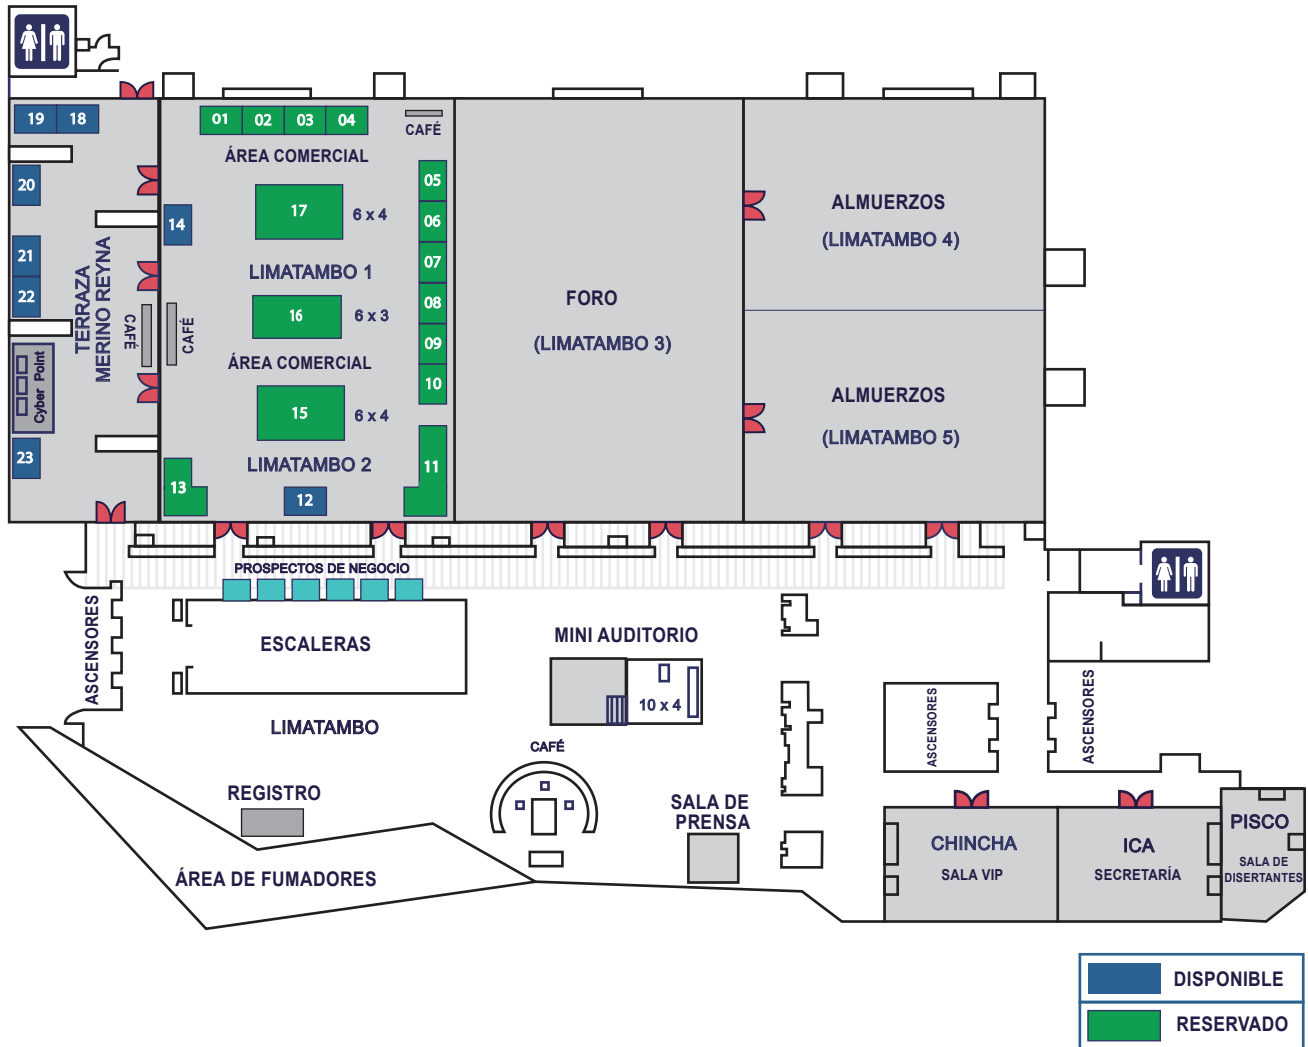 19
18
01
02
03
04
CAFÉ
ÁREA COMERCIAL
20
05
17
6 x 4
14
06
21
22
TERRAZA
MERINO REYNA
LIMATAMBO 1
07
16
6 x 3
08
CAFÉ
CAFÉ
09
ÁREA COMERCIAL
10
Cyber Point
15
6 x 4
23
LIMATAMBO 2
11
13
12
FORO
(LIMATAMBO 3)
ALMUERZOS
(LIMATAMBO 4)
ALMUERZOS
(LIMATAMBO 5)
PROSPECTOS DE NEGOCIO
ASCENSORES
ESCALERAS
MINI AUDITORIO
10 x 4
LIMATAMBO
CAFÉ
ASCENSORES
ASCENSORES
REGISTRO
SALA DE
PRENSA
ÁREA DE FUMADORES
CHINCHA
SALA VIP
ICA
SECRETARÍA
PISCO
SALA DE
DISERTANTES
DISPONIBLE
RESERVADO